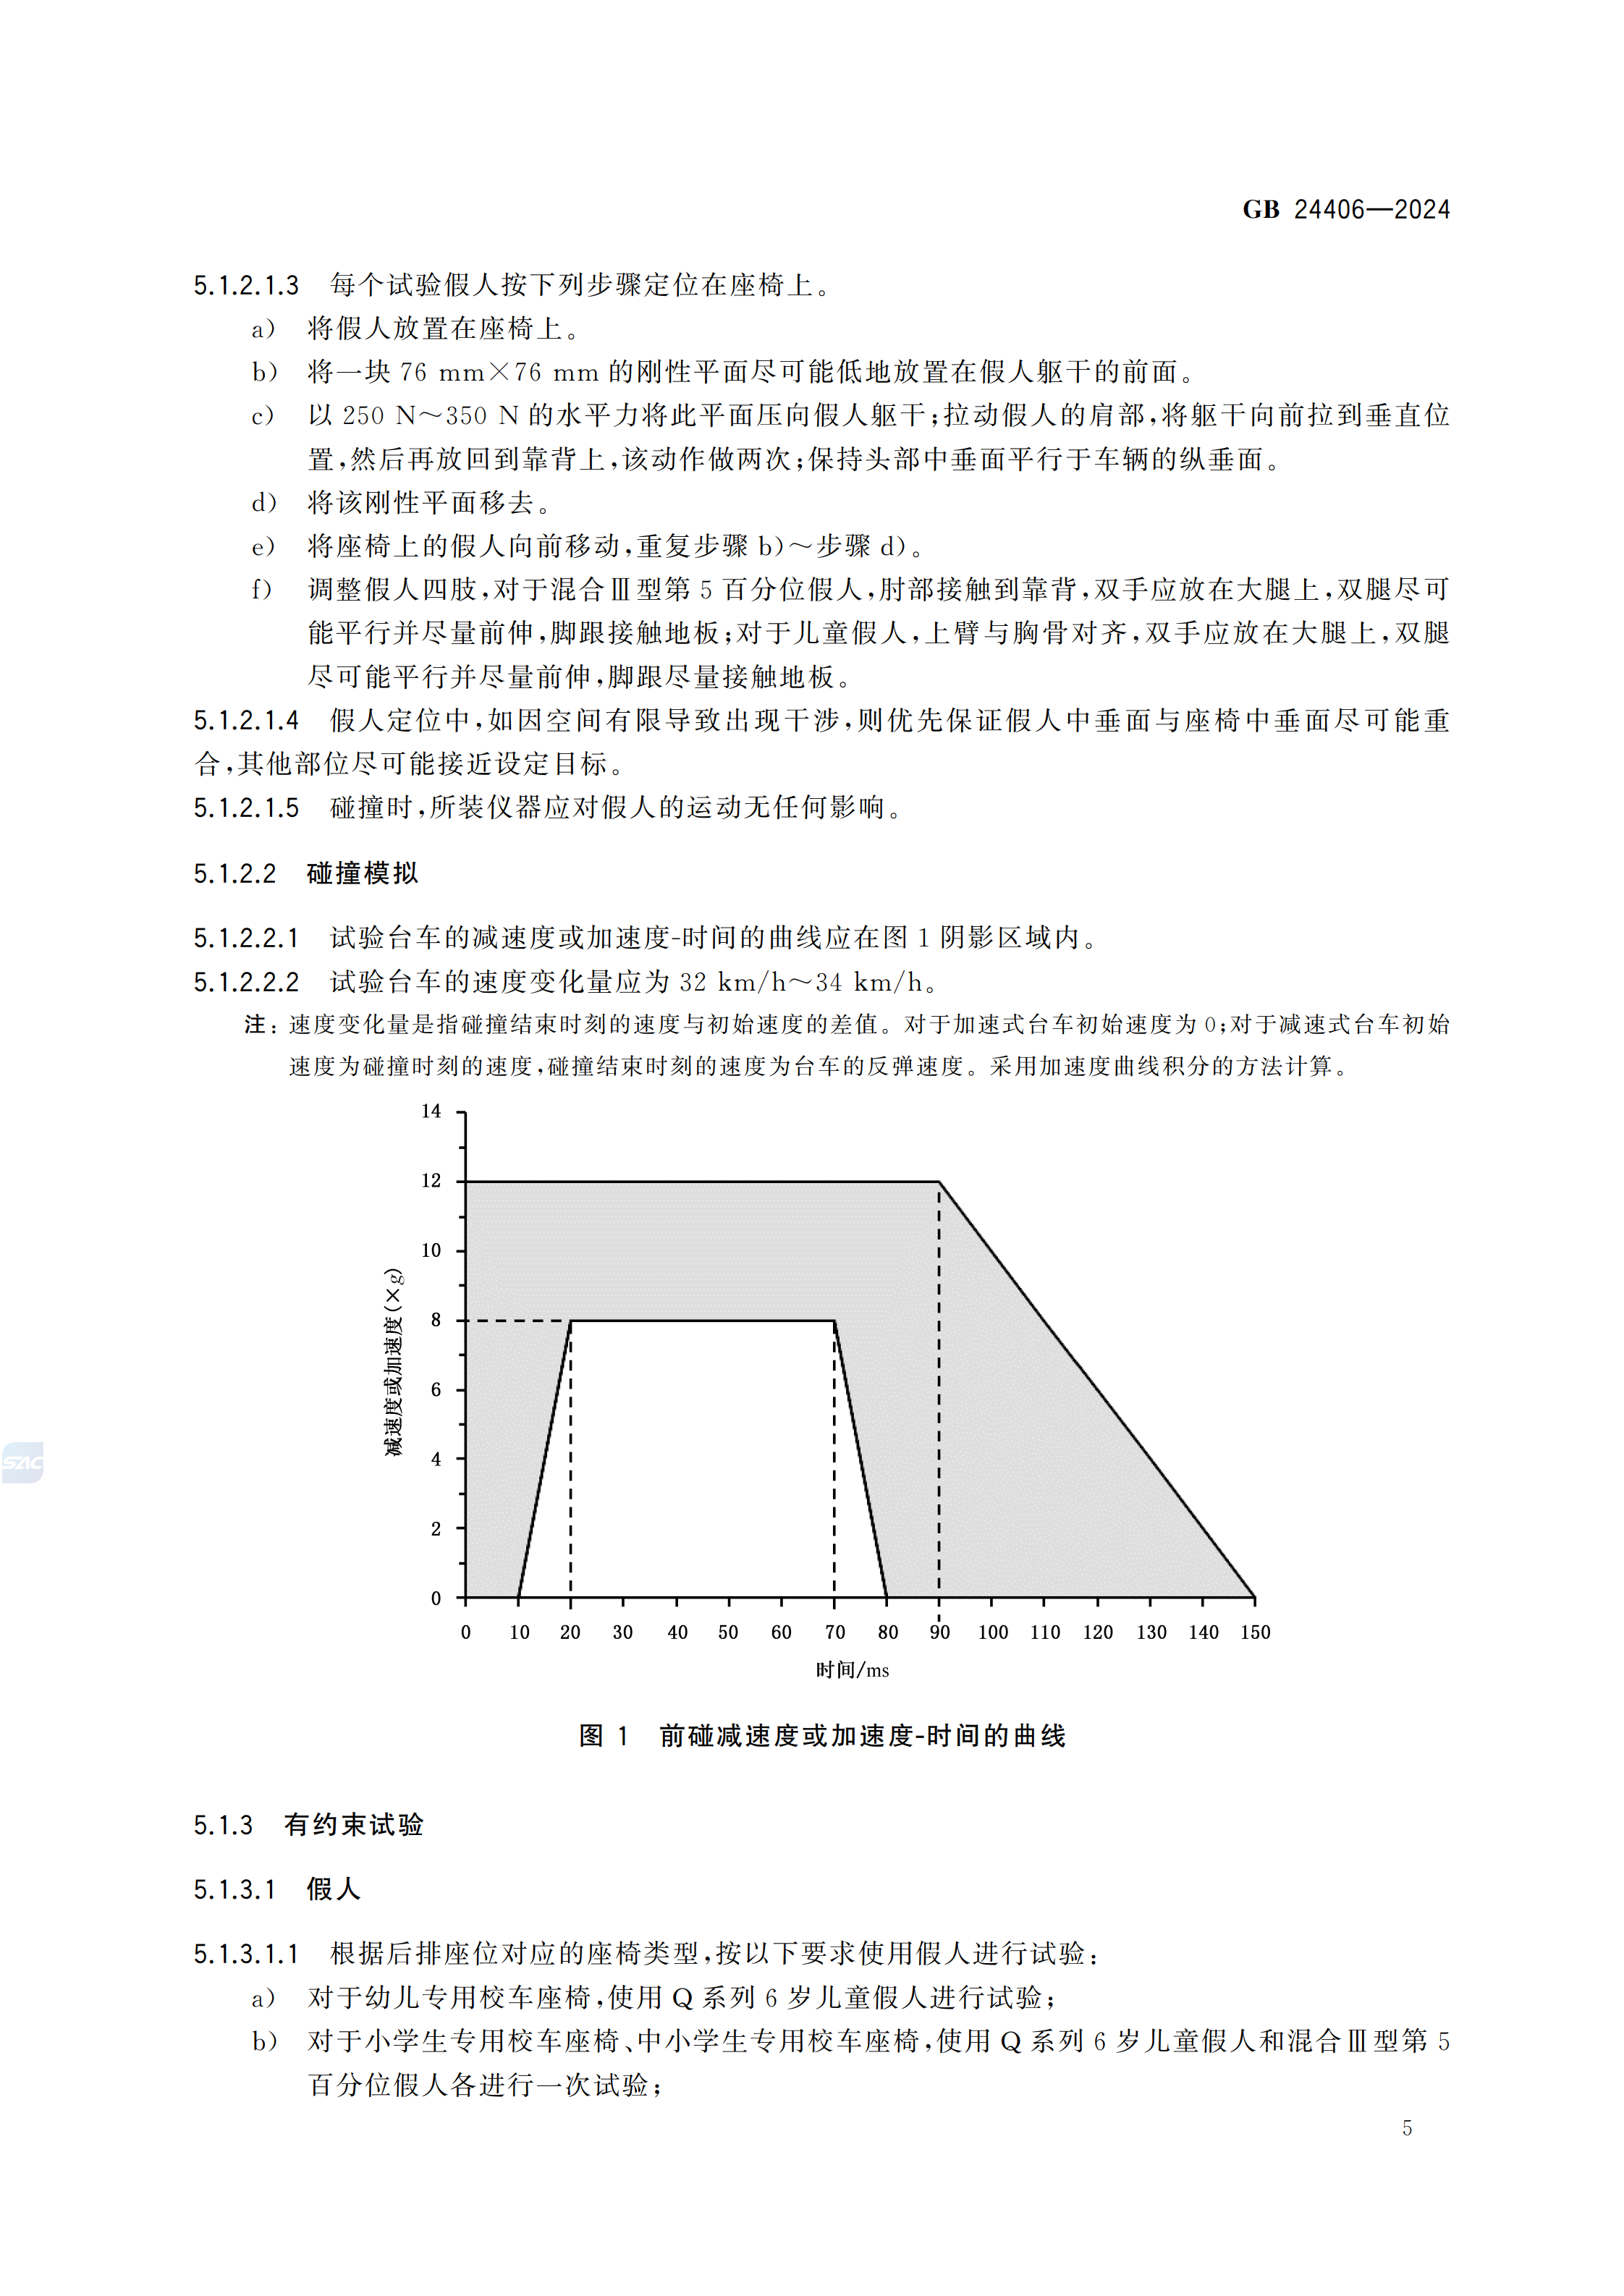 GB 24406—2024
5.1.2.1.3 每个试验假人按下列步骤定位在座椅上。
a) 将假人放置在座椅上。
b) 将一块 76 mm×76 mm 的刚性平面尽可能低地放置在假人躯干的前面。
c) 以 250 N～350 N 的水平力将此平面压向假人躯干;拉动假人的肩部,将躯干向前拉到垂直位
置,然后再放回到靠背上,该动作做两次;保持头部中垂面平行于车辆的纵垂面。
d) 将该刚性平面移去。
e) 将座椅上的假人向前移动,重复步骤 b)～步骤 d)。
f) 调整假人四肢,对于混合Ⅲ型第 5 百分位假人,肘部接触到靠背,双手应放在大腿上,双腿尽可
能平行并尽量前伸,脚跟接触地板;对于儿童假人,上臂与胸骨对齐,双手应放在大腿上,双腿
尽可能平行并尽量前伸,脚跟尽量接触地板。
5.1.2.1.4 假人定位中,如因空间有限导致出现干涉,则优先保证假人中垂面与座椅中垂面尽可能重
合,其他部位尽可能接近设定目标。
5.1.2.1.5 碰撞时,所装仪器应对假人的运动无任何影响。
5.1.2.2 碰撞模拟
5.1.2.2.1 试验台车的减速度或加速度-时间的曲线应在图 1 阴影区域内。
5.1.2.2.2 试验台车的速度变化量应为 32 km/h～34 km/h。
注: 速度变化量是指碰撞结束时刻的速度与初始速度的差值。对于加速式台车初始速度为 0;对于减速式台车初始
速度为碰撞时刻的速度,碰撞结束时刻的速度为台车的反弹速度。采用加速度曲线积分的方法计算。
14
12
10
8
6
4
2
0
减速度或加速度(×g)
0 10 20 30 40 50 60 70 80 90 100 110 120 130 140 150
时间/ms
图 1 前碰减速度或加速度-时间的曲线
5.1.3 有约束试验
5.1.3.1 假人
5.1.3.1.1 根据后排座位对应的座椅类型,按以下要求使用假人进行试验:
a) 对于幼儿专用校车座椅,使用 Q 系列 6 岁儿童假人进行试验;
b) 对于小学生专用校车座椅、中小学生专用校车座椅,使用 Q 系列 6 岁儿童假人和混合Ⅲ型第 5
百分位假人各进行一次试验;
5
SAC